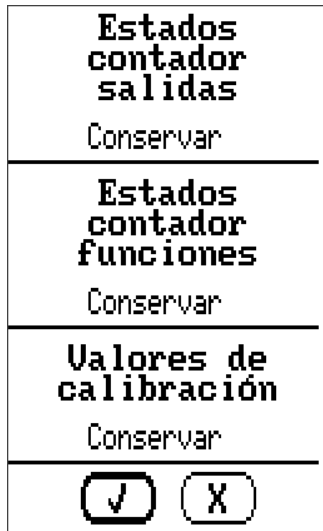 Estados
contador
salidas
Conservar
Estados
contador
funciones
Conservar
Valores de
calibración
Conservar
√ X